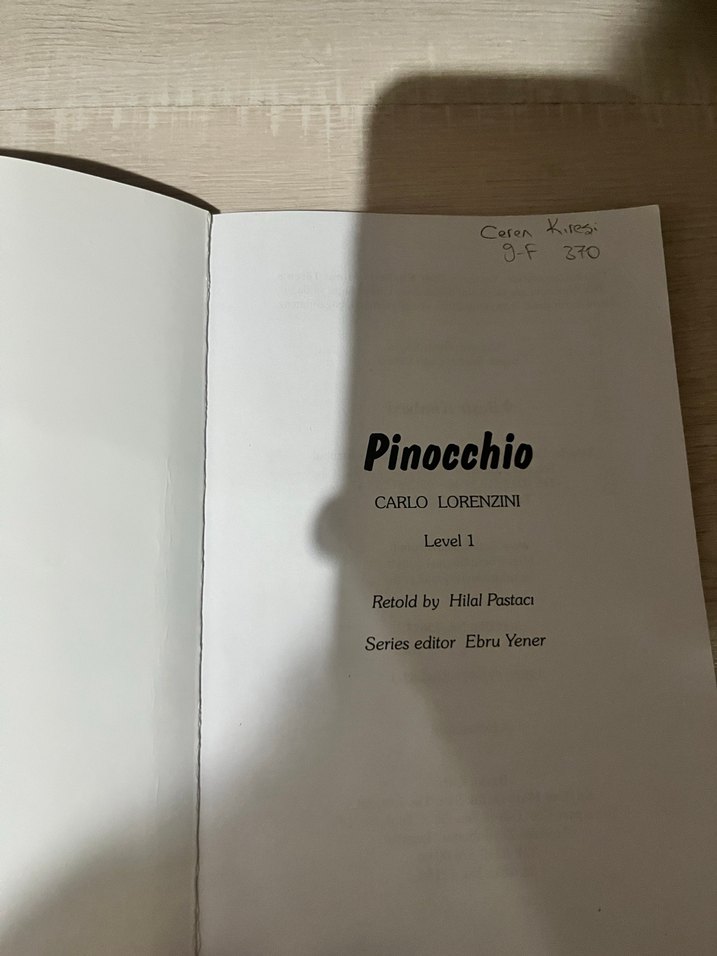 Ceren Kiresi
9-F 370
Pinocchio
CARLO LORENZINI
Level 1
Retold by Hilal Pastacı
Series editor Ebru Yener